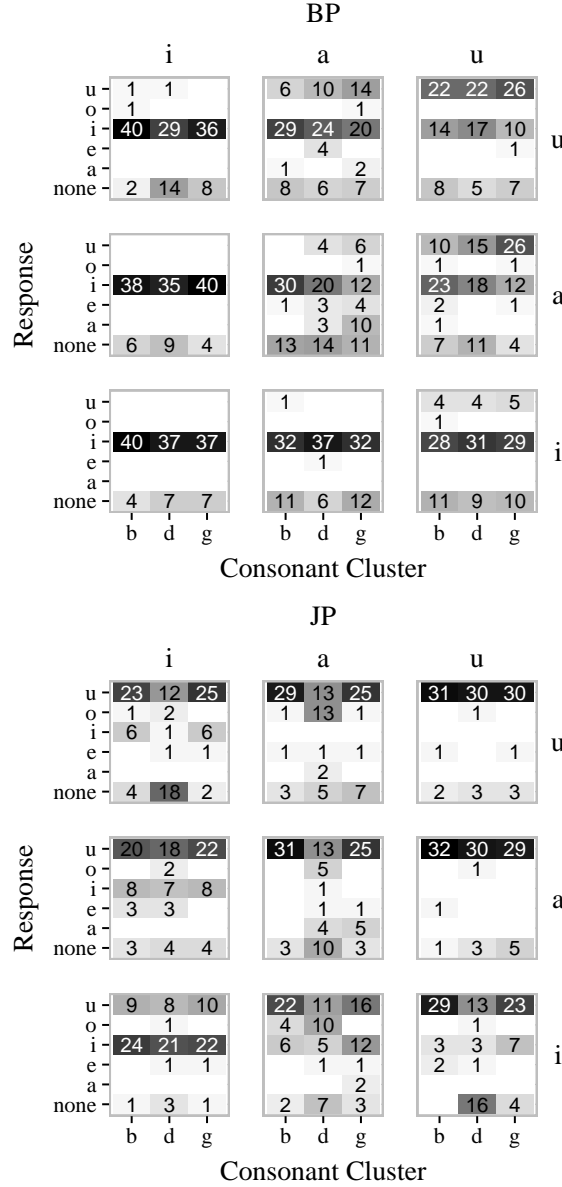 BP
i a u
u 1 1 6 10 14 22 22 26
o 1 1
i 40 29 36 29 24 20 14 17 10 u
e 4 1
a 1 2
none 2 14 8 8 6 7 8 5 7
u 4 6 10 15 26
o 1 1 1
i 38 35 40 30 20 12 23 18 12 a
e 1 3 4 2 1
a 3 10 1
none 6 9 4 13 14 11 7 11 4
Response
u 1 4 4 5
o 1
i 40 37 37 32 37 32 28 31 29 i
e 1
a
none 4 7 7 11 6 12 11 9 10
b d g b d g b d g
Consonant Cluster
JP
i a u
u 23 12 25 29 13 25 31 30 30
o 1 2 1 13 1 1
i 6 1 6 u
e 1 1 1 1 1 1 1
a 2
none 4 18 2 3 5 7 2 3 3
u 20 18 22 31 13 25 32 30 29
o 2 5 1
i 8 7 8 1 a
e 3 3 1 1 1
a 4 5
none 3 4 4 3 10 3 1 3 5
Response
u 9 8 10 22 11 16 29 13 23
o 1 4 10 1
i 24 21 22 6 5 12 3 3 7 i
e 1 1 1 1 2 1
a 2
none 1 3 1 2 7 3 16 4
b d g b d g b d g
Consonant Cluster